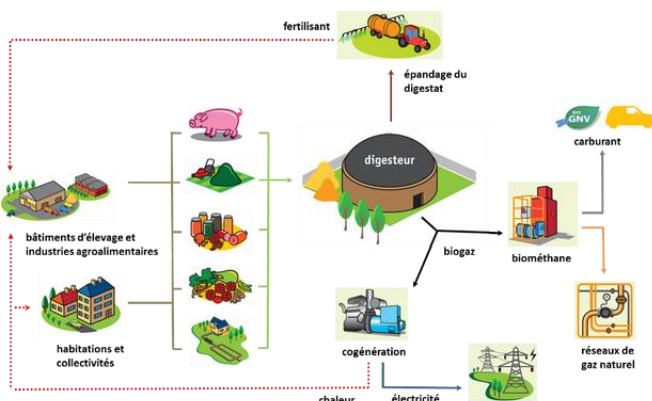 fertilisant
épandage du
digestat
BIO
GNV
carburant
digesteur
bâtiments d'élevage et
industries agroalimentaires
biogaz
biométhane
habitations et
collectivités
cogénération
réseaux de
gaz naturel
chaleur
électricité